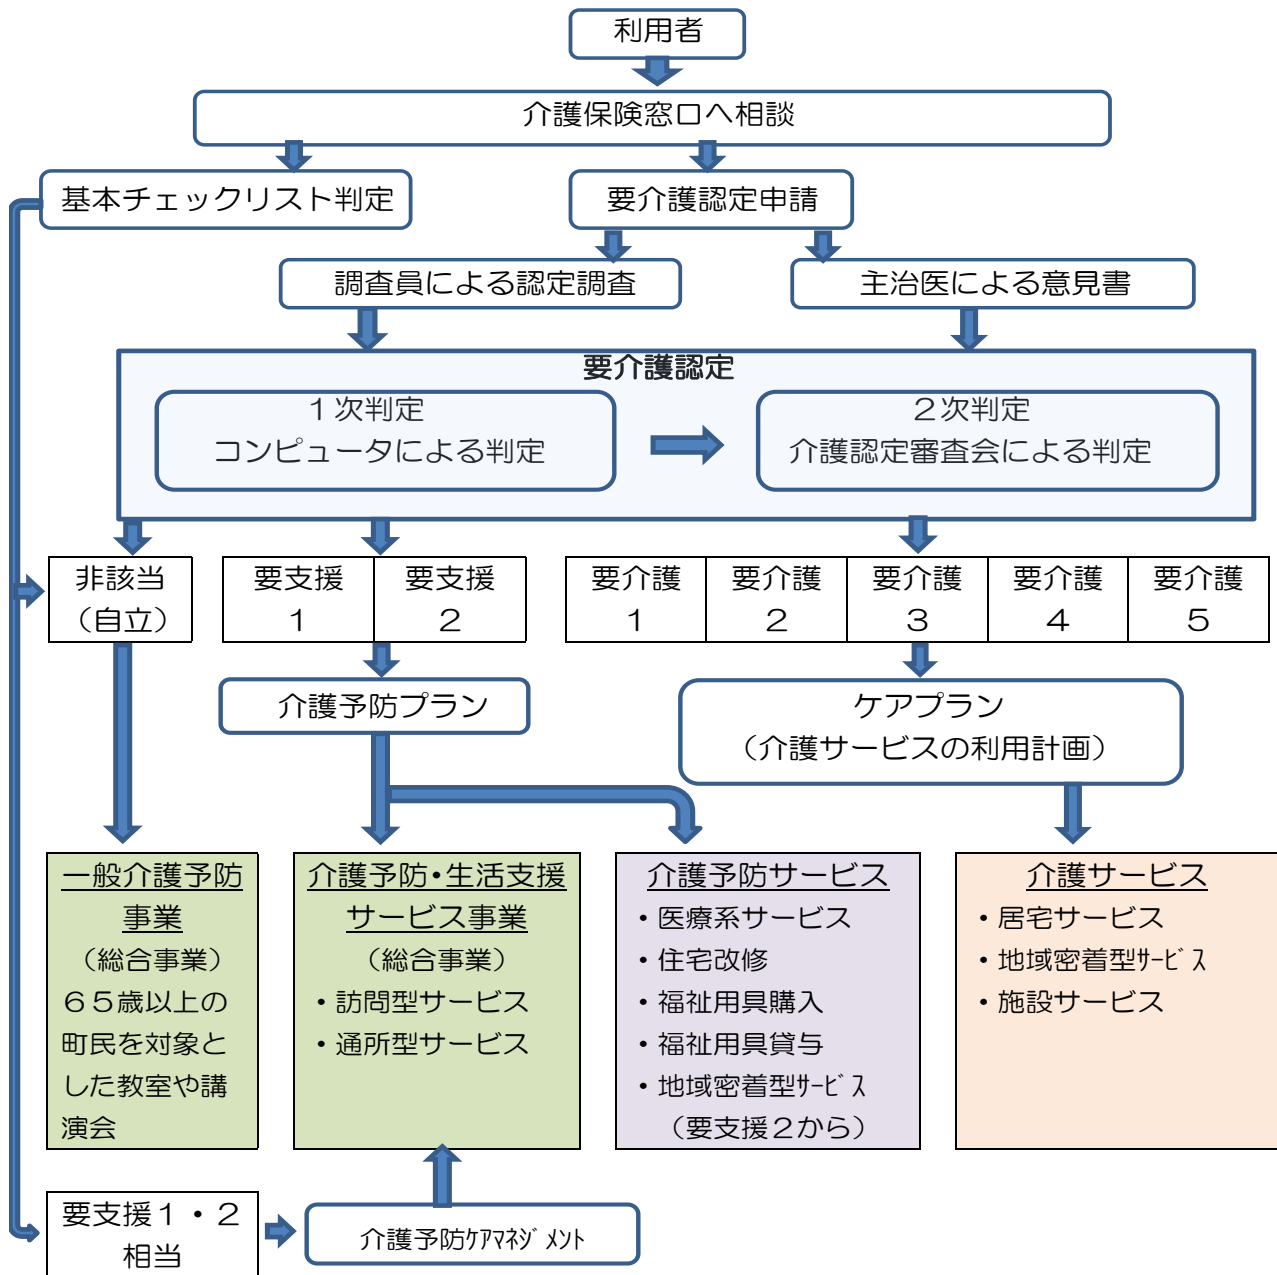 利用者
介護保険窓口へ相談
基本チェックリスト判定
要介護認定申請
調査員による認定調査
主治医による意見書
要介護認定
１次判定
コンピュータによる判定
２次判定
介護認定審査会による判定
非該当
（自立）
要支援
１
要支援
２
要介護
１
要介護
２
要介護
３
要介護
４
要介護
５
介護予防プラン
ケアプラン
（介護サービスの利用計画）
一般介護予防
事業
（総合事業）
６５歳以上の
町民を対象と
した教室や講
演会
介護予防・生活支援
サービス事業
（総合事業）
・訪問型サービス
・通所型サービス
介護予防サービス
・医療系サービス
・住宅改修
・福祉用具購入
・福祉用具貸与
・地域密着型ｻｰﾋﾞｽ
（要支援２から）
介護サービス
・居宅サービス
・地域密着型ｻｰﾋﾞｽ
・施設サービス
要支援１・２
相当
介護予防ｹｱﾏﾈｼﾞﾒﾝﾄ